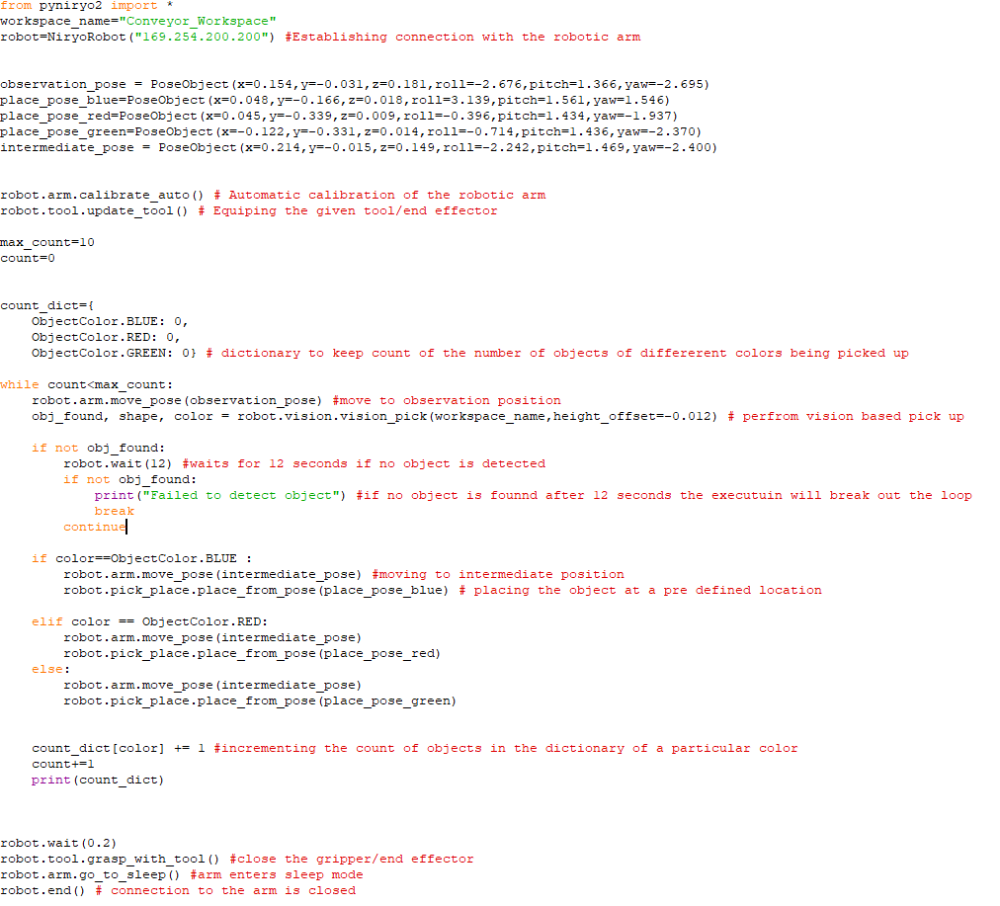 from pyniryo2 import *
workspace_name="Conveyor_Workspace"
robot=NiryoRobot("169.254.200.200") #Establishing connection with the robotic arm
observation_pose = PoseObject(x=0.154,y=-0.031,z=0.181,roll=-2.676,pitch=1.366,yaw=-2.695)
place_pose_blue=PoseObject(x=0.048,y=-0.166,z=0.018,roll=3.139,pitch=1.561,yaw=1.546)
place_pose_red=PoseObject(x=0.045,y=-0.339,z=0.009,roll=-0.396,pitch=1.434,yaw=-1.937)
place_pose_green=PoseObject(x=-0.122,y=-0.331,z=0.014,roll=-0.714,pitch=1.436,yaw=-2.370)
intermediate_pose = PoseObject(x=0.214,y=-0.015,z=0.149,roll=-2.242,pitch=1.469,yaw=-2.400)
robot.arm.calibrate_auto() # Automatic calibration of the robotic arm
robot.tool.update_tool() # Equiping the given tool/end effector
max_count=10
count=0
count_dict={
    ObjectColor.BLUE: 0,
    ObjectColor.RED: 0,
    ObjectColor.GREEN: 0} # dictionary to keep count of the number of objects of differerent colors being picked up
while count<max_count:
    robot.arm.move_pose(observation_pose) #move to observation position
    obj_found, shape, color = robot.vision.vision_pick(workspace_name,height_offset=-0.012) # perfrom vision based pick up
    if not obj_found:
        robot.wait(12) #waits for 12 seconds if no object is detected
        if not obj_found:
            print("Failed to detect object") #if no object is founnd after 12 seconds the executuin will break out the loop
            break
        continue
    if color==ObjectColor.BLUE :
        robot.arm.move_pose(intermediate_pose) #moving to intermediate position
        robot.pick_place.place_from_pose(place_pose_blue) # placing the object at a pre defined location
    elif color == ObjectColor.RED:
        robot.arm.move_pose(intermediate_pose)
        robot.pick_place.place_from_pose(place_pose_red)
    else:
        robot.arm.move_pose(intermediate_pose)
        robot.pick_place.place_from_pose(place_pose_green)
    count_dict[color] += 1 #incrementing the count of objects in the dictionary of a particular color
    count+=1
    print(count_dict)
robot.wait(0.2)
robot.tool.grasp_with_tool() #close the gripper/end effector
robot.arm.go_to_sleep() #arm enters sleep mode
robot.end() # connection to the arm is closed